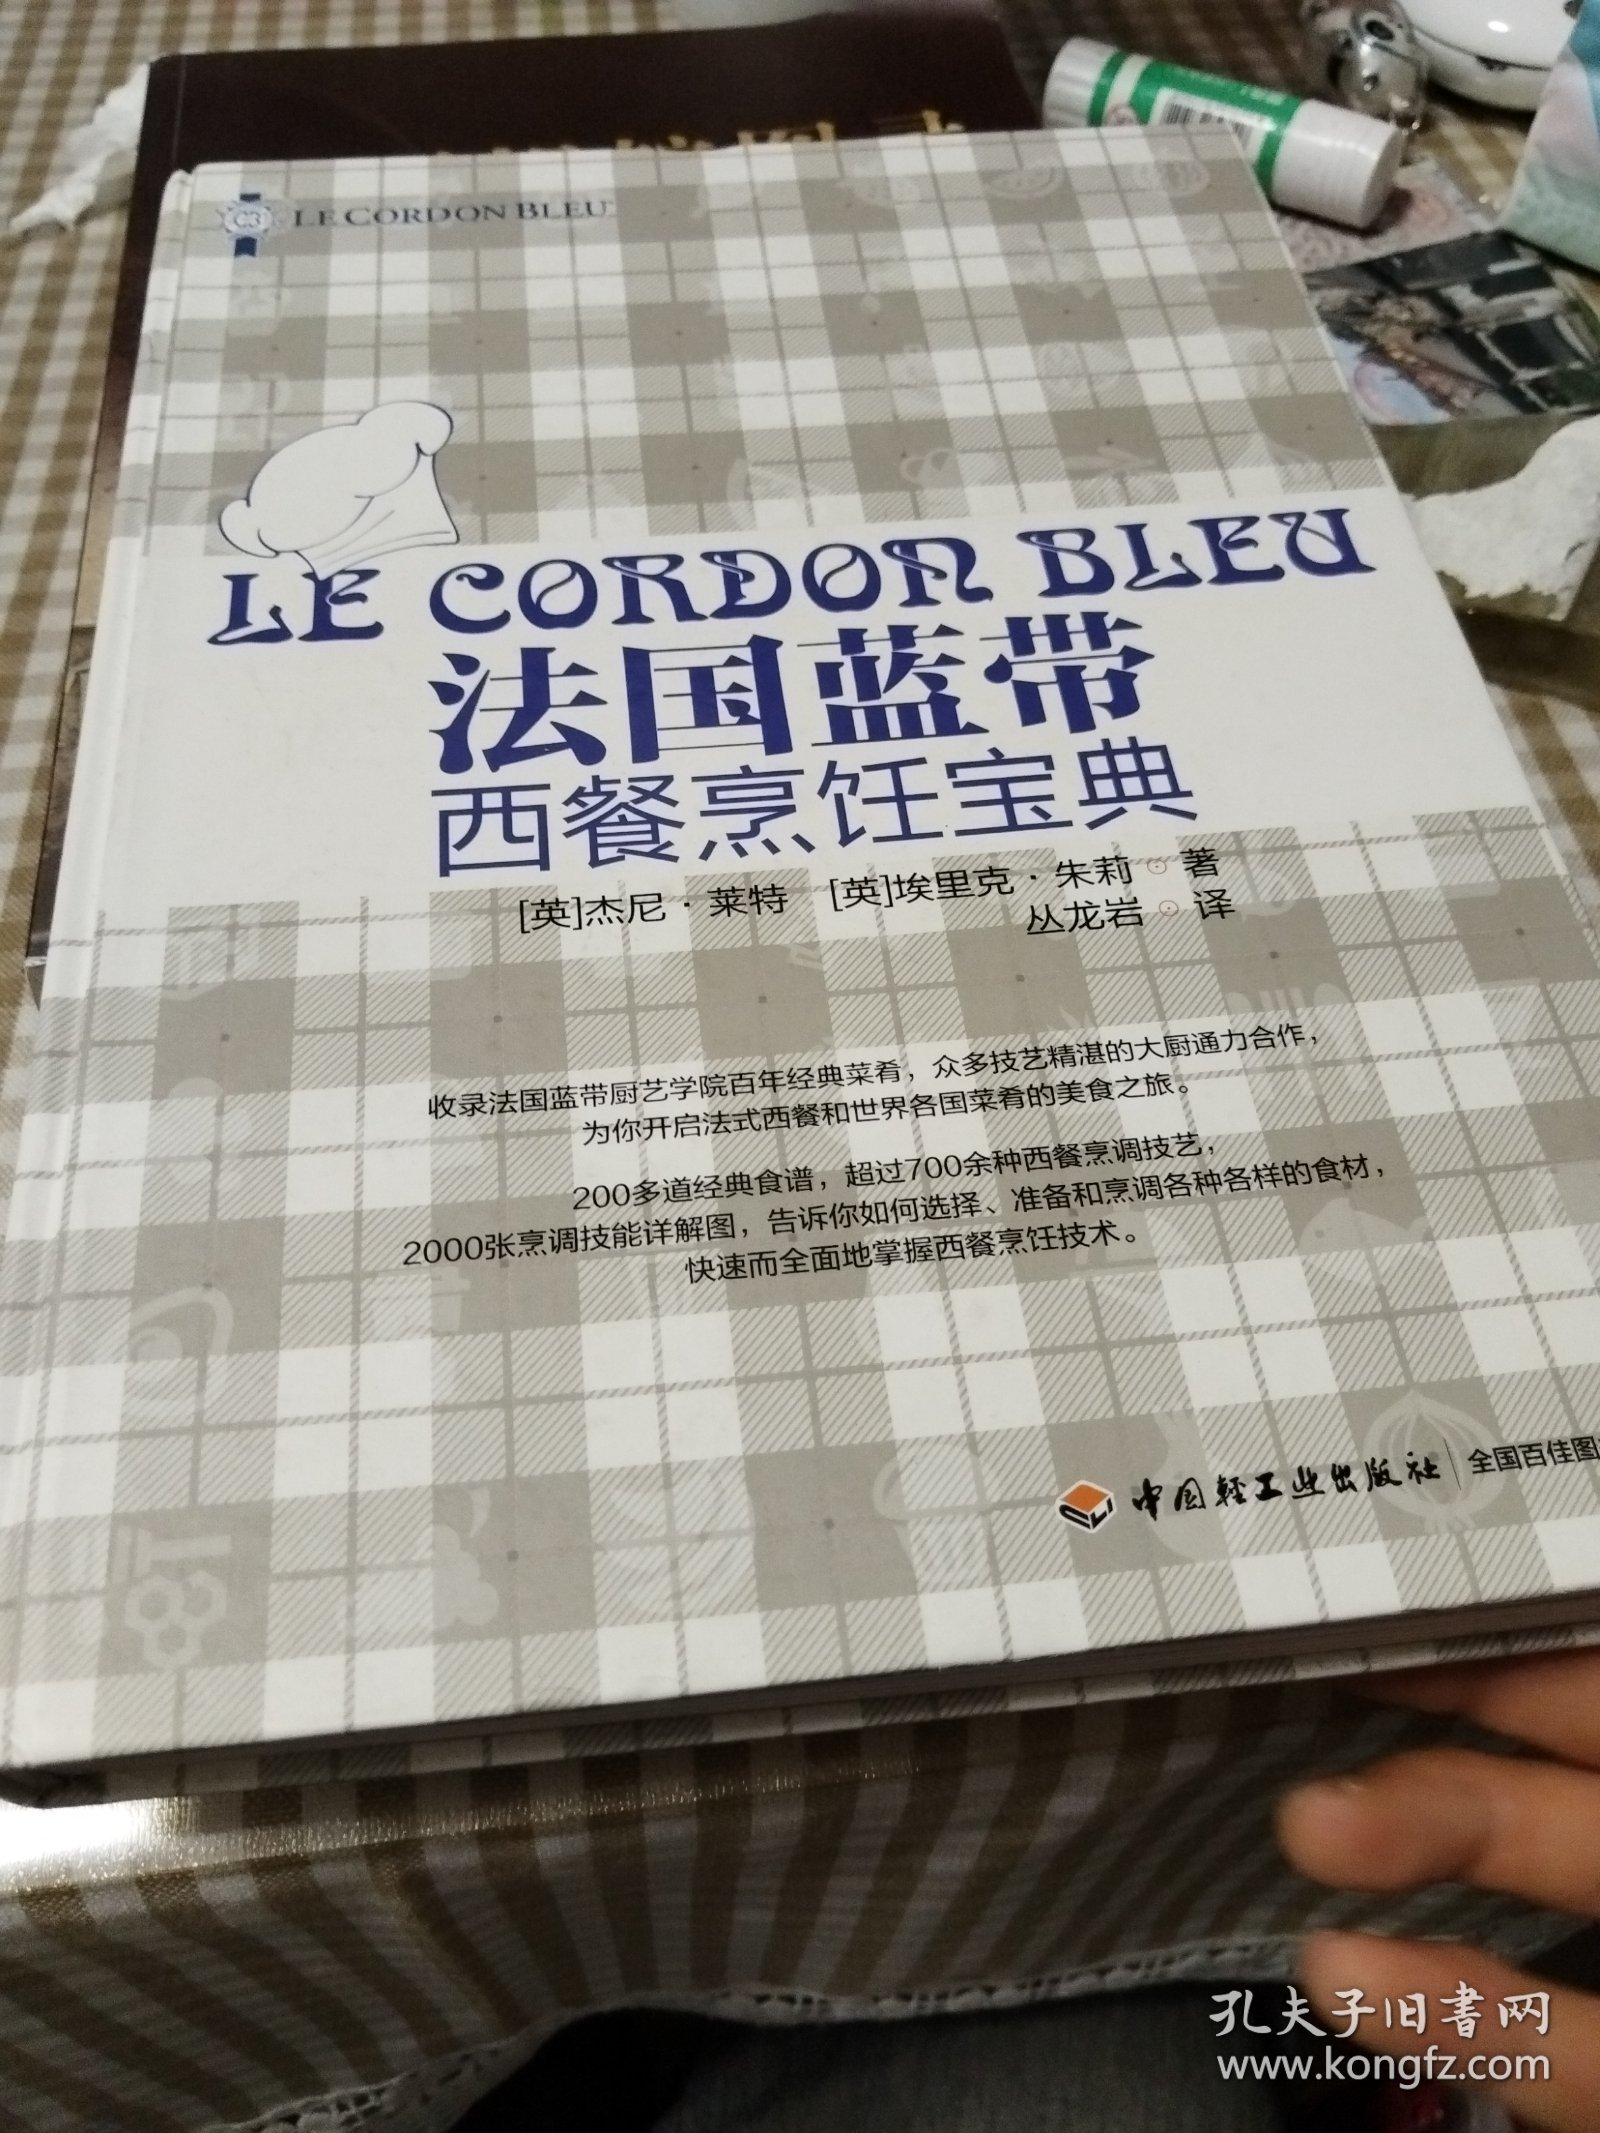 LE CORDON BLEU
LE CORDON BLEU
法国蓝带
西餐烹饪宝典
[英]杰尼·莱特 [英]埃里克·朱莉 ⊙ 著
丛龙岩 ⊙ 译
收录法国蓝带厨艺学院百年经典菜肴，众多技艺精湛的大厨通力合作，
为你开启法式西餐和世界各国菜肴的美食之旅。
200多道经典食谱，超过700余种西餐烹调技艺，
2000张烹调技能详解图，告诉你如何选择、准备和烹调各种各样的食材，
快速而全面地掌握西餐烹饪技术。
中国轻工业出版社 | 全国百佳图
孔夫子旧书网
www.kongfz.com